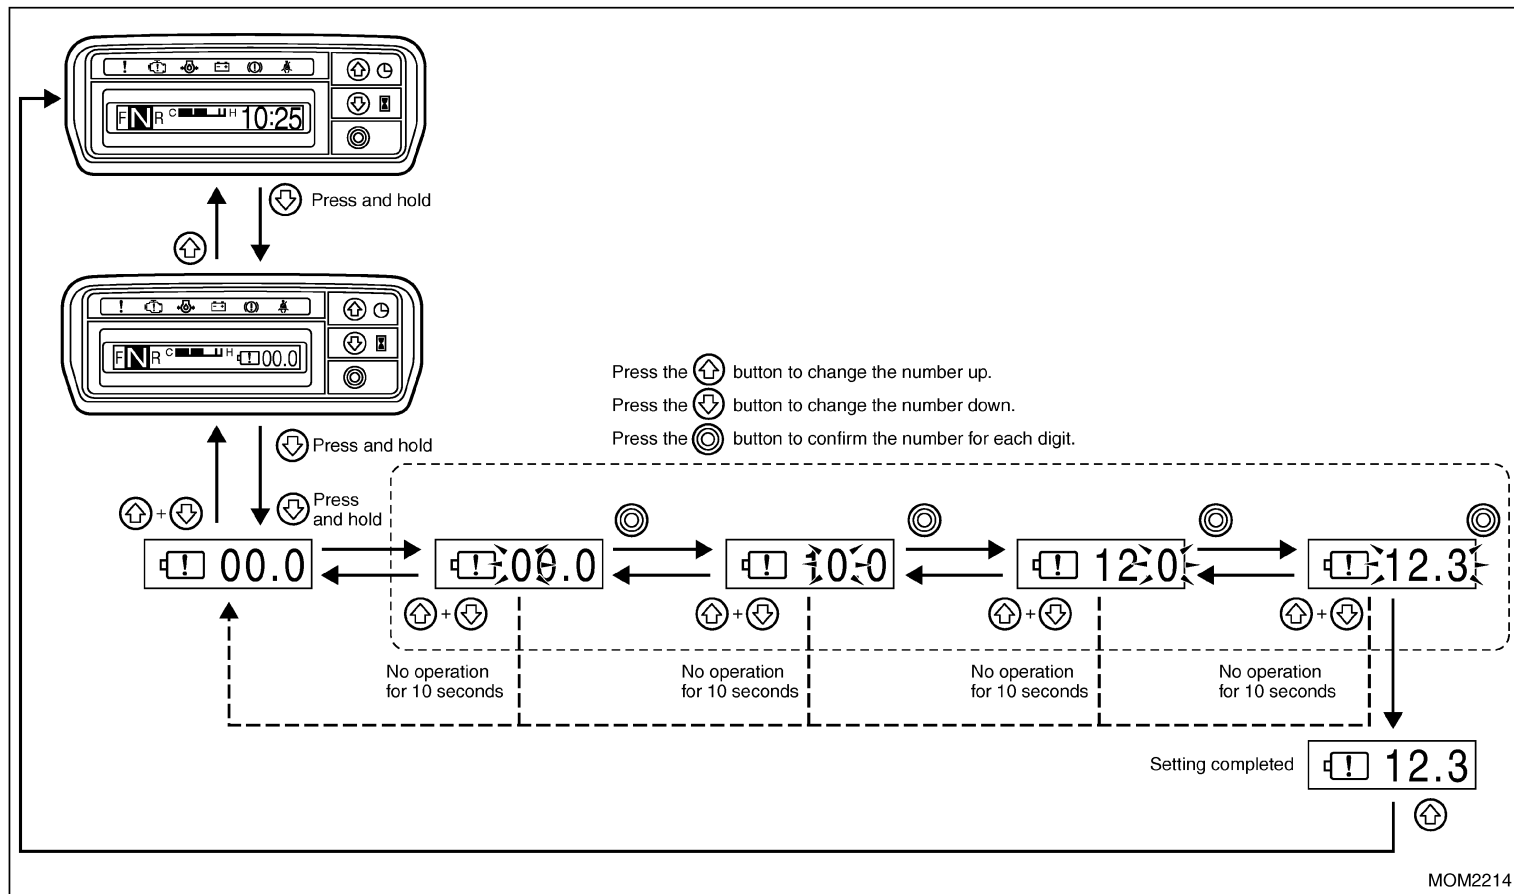 F N R C H 10:25
Press and hold
F N R C H 00.0
Press the button to change the number up.
Press the button to change the number down.
Press the button to confirm the number for each digit.
Press and hold
Press
and hold
+
! 00.0
! 00.0
! 10.0
! 12.0
! 12.3
+
+
+
+
No operation
for 10 seconds
No operation
for 10 seconds
No operation
for 10 seconds
No operation
for 10 seconds
Setting completed
! 12.3
MOM2214